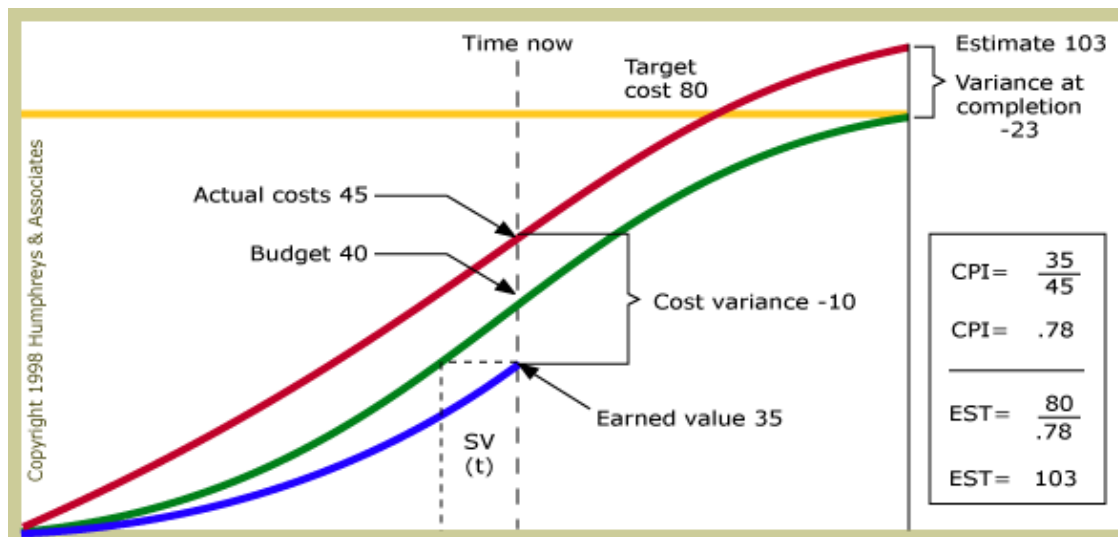 Time now
Estimate 103
Target
cost 80
Variance at
completion
-23
Actual costs 45
Budget 40
Cost variance -10
Earned value 35
SV
(t)
CPI= 35
45
CPI= .78
EST= 80
.78
EST= 103
Copyright 1998 Humphreys & Associates